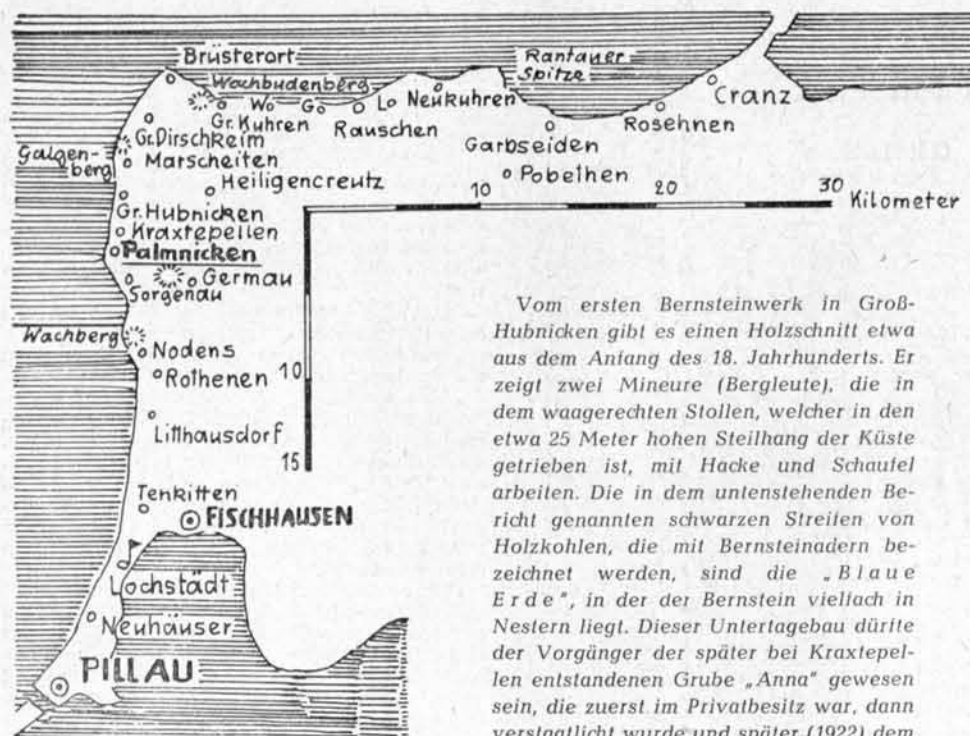 Brüsterort
Wachbudenberg
Rantauer
Spitze
Gr. Kuhren
Wo
Go
Rauschen
Lo
Neukuhren
Garbseiden
Rosehnen
Cranz
Pobethen
Galgen-
berg
Gr. Dirschkeim
Marscheiten
Heiligencreutz
Gr. Hubnicken
Kraxtepellen
Palmnicken
Germau
Sorgenau
10
20
30
Kilometer
10
15
Wachberg
Nodens
Rothenen
Litthausdorf
Tenkitten
FISCHHAUSEN
Lochstädt
Neuhäuser
PILLAU
Vom ersten Bernsteinwerk in Groß-
Hubnicken gibt es einen Holzschnitt etwa
aus dem Anfang des 18. Jahrhunderts. Er
zeigt zwei Mineure (Bergleute), die in
dem waagerechten Stollen, welcher in den
etwa 25 Meter hohen Steilhang der Küste
getrieben ist, mit Hacke und Schaufel
arbeiten. Die in dem untenstehenden Be-
richt genannten schwarzen Streifen von
Holzkohlen, die mit Bernsteinadern be-
zeichnet werden, sind die „Blaue
Erde", in der der Bernstein vielfach in
Nestern liegt. Dieser Untertagebau dürfte
der Vorgänger der später bei Kraxtepel-
len entstandenen Grube „Anna" gewesen
sein, die zuerst im Privatbesitz war, dann
verstaatlicht wurde und später (1922) dem